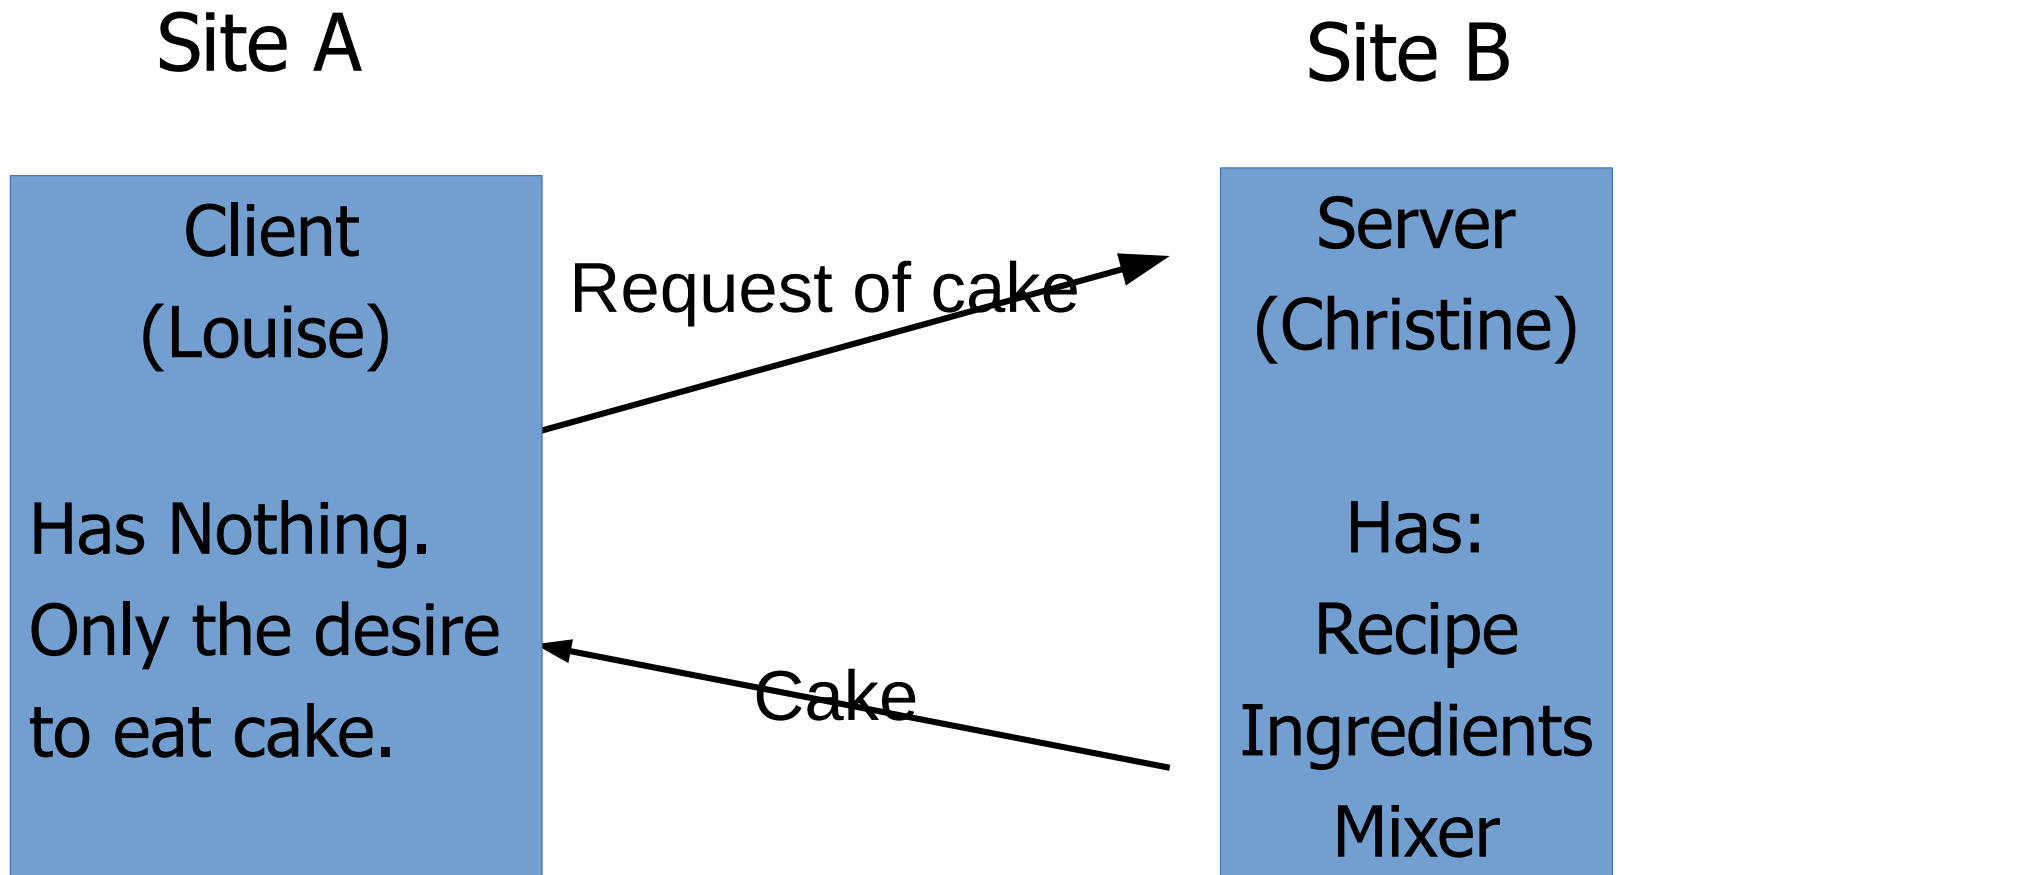 Site A
Site B
Client
(Louise)
Has Nothing.
Only the desire
to eat cake.
Request of cake
Cake
Server
(Christine)
Has:
Recipe
Ingredients
Mixer